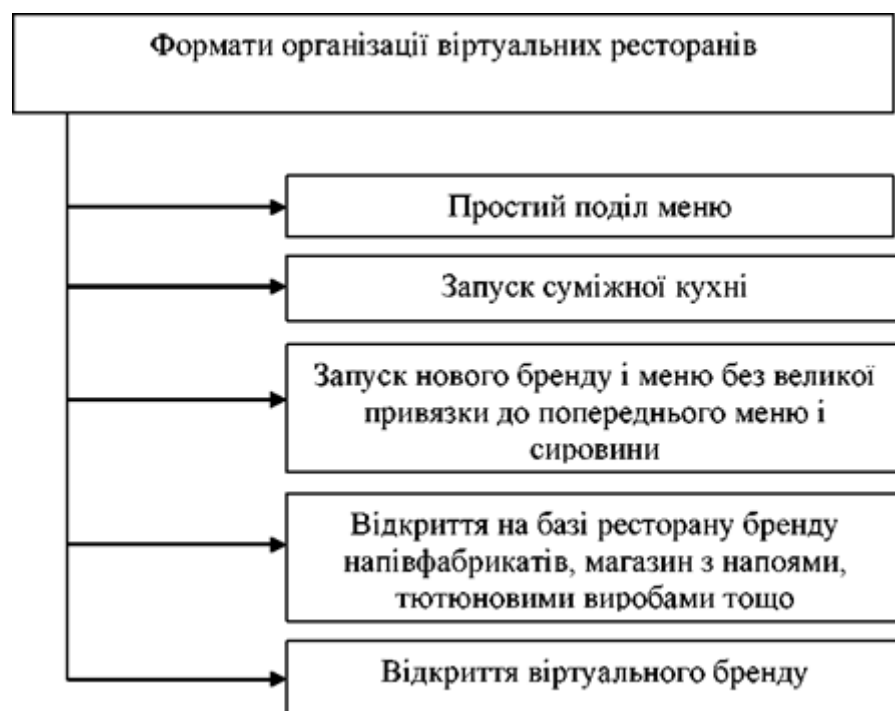 Формати організації віртуальних ресторанів
Простий поділ меню
Запуск суміжної кухні
Запуск нового бренду і меню без великої
привязки до попереднього меню і
сировини
Відкриття на базі ресторану бренду
напівфабрикатів, магазин з напоями,
тютюновими виробами тощо
Відкриття віртуального бренду